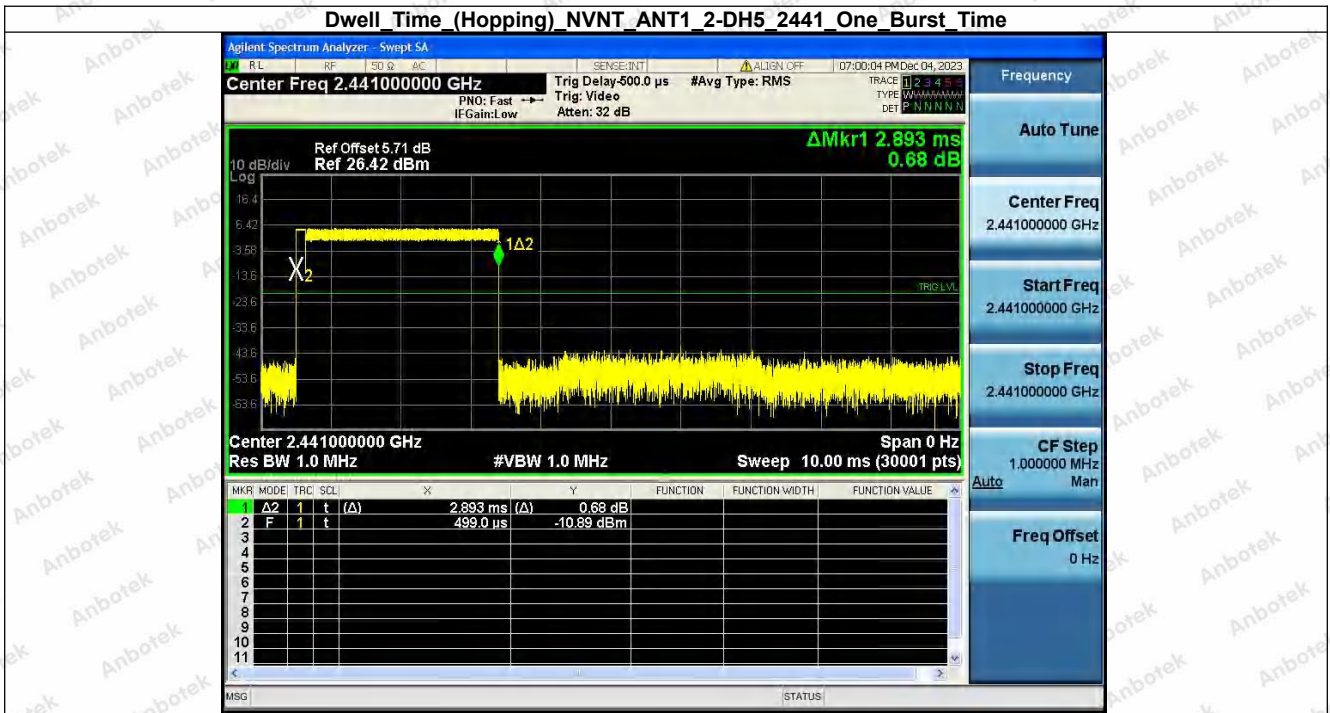 Dwell_Time_(Hopping)_NVNT_ANT1_2-DH5_2441_One_Burst_Time
Agilent Spectrum Analyzer - Swept SA
RL RF 50 Ω AC SENSE:INT ALIGN OFF 07:00:04 PM Dec 04, 2023
Center Freq 2.441000000 GHz Trig Delay-500.0 µs #Avg Type: RMS TRACE 1 2 3 4 5 6
PNO: Fast Trig: Video TYPE WWWWWW
IFGain:Low Atten: 32 dB DET P N N N N N
ΔMkr1 2.893 ms
0.68 dB
Ref Offset 5.71 dB
10 dB/div Ref 26.42 dBm
Log
16.4
6.42
-3.58
-13.6
-23.6
-33.6
-43.6
-53.6
-63.6
1Δ2
X2
TRIG LVL
Center 2.441000000 GHz Span 0 Hz
Res BW 1.0 MHz #VBW 1.0 MHz Sweep 10.00 ms (30001 pts)
MKR MODE TRC SCL X Y FUNCTION FUNCTION WIDTH FUNCTION VALUE
1 Δ2 1 t (Δ) 2.893 ms (Δ) 0.68 dB
2 F 1 t 499.0 µs -10.89 dBm
3
4
5
6
7
8
9
10
11
MSG STATUS
Frequency
Auto Tune
Center Freq
2.441000000 GHz
Start Freq
2.441000000 GHz
Stop Freq
2.441000000 GHz
CF Step
1.000000 MHz
Auto Man
Freq Offset
0 Hz
Anbotek